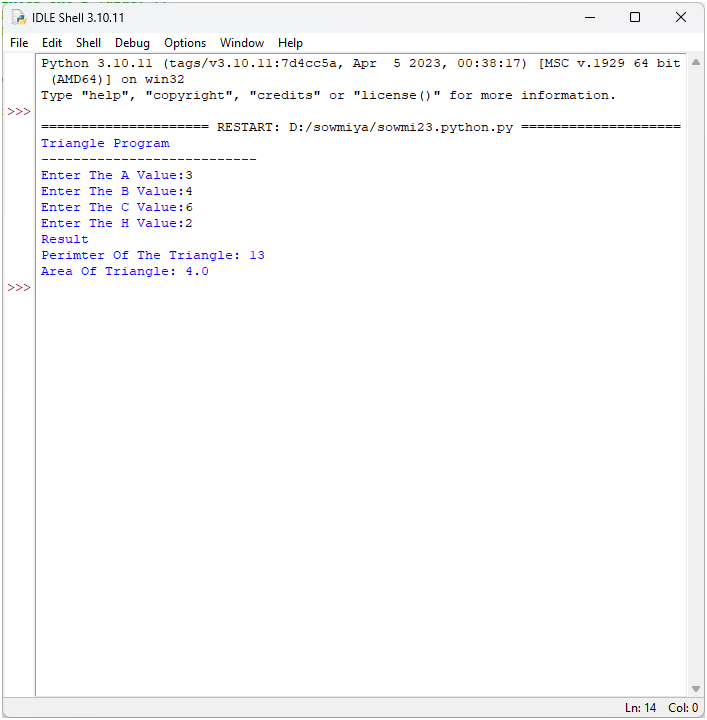 IDLE Shell 3.10.11
File Edit Shell Debug Options Window Help
Python 3.10.11 (tags/v3.10.11:7d4cc5a, Apr  5 2023, 00:38:17) [MSC v.1929 64 bit
 (AMD64)] on win32
Type "help", "copyright", "credits" or "license()" for more information.
>>>
===================== RESTART: D:/sowmiya/sowmi23.python.py ====================
Triangle Program
---------------------------
Enter The A Value:3
Enter The B Value:4
Enter The C Value:6
Enter The H Value:2
Result
Perimter Of The Triangle: 13
Area Of Triangle: 4.0
>>>
Ln: 14 Col: 0